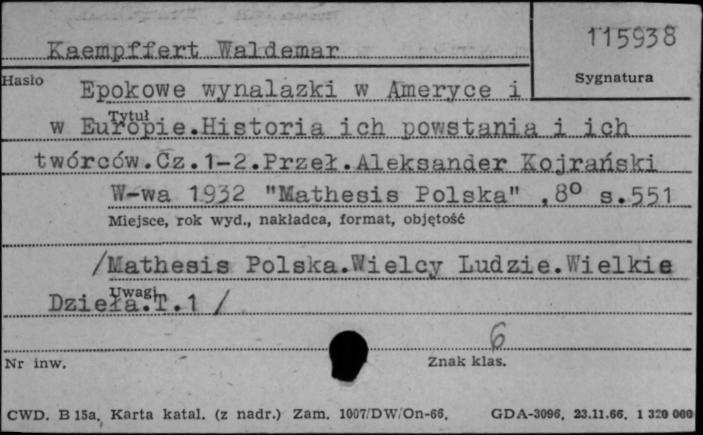 115938
Kaempffert Waldemar
Hasło
Sygnatura
Epokowe wynalazki w Ameryce i
Tytuł
w Europie.Historia ich powstania i ich
twórców.Cz.1-2.Przeł.Aleksander Kojrański
W-wa 1932 "Mathesis Polska" ,8º s.551
Miejsce, rok wyd., nakładca, format, objętość
/Mathesis Polska.Wielcy Ludzie.Wielkie
Uwagi
Dzieła.T.1 /
6
Nr inw.
Znak klas.
CWD. B 15a, Karta katal. (z nadr.) Zam. 1007/DW/On-66. GDA-3096. 23.11.66. 1 320 000